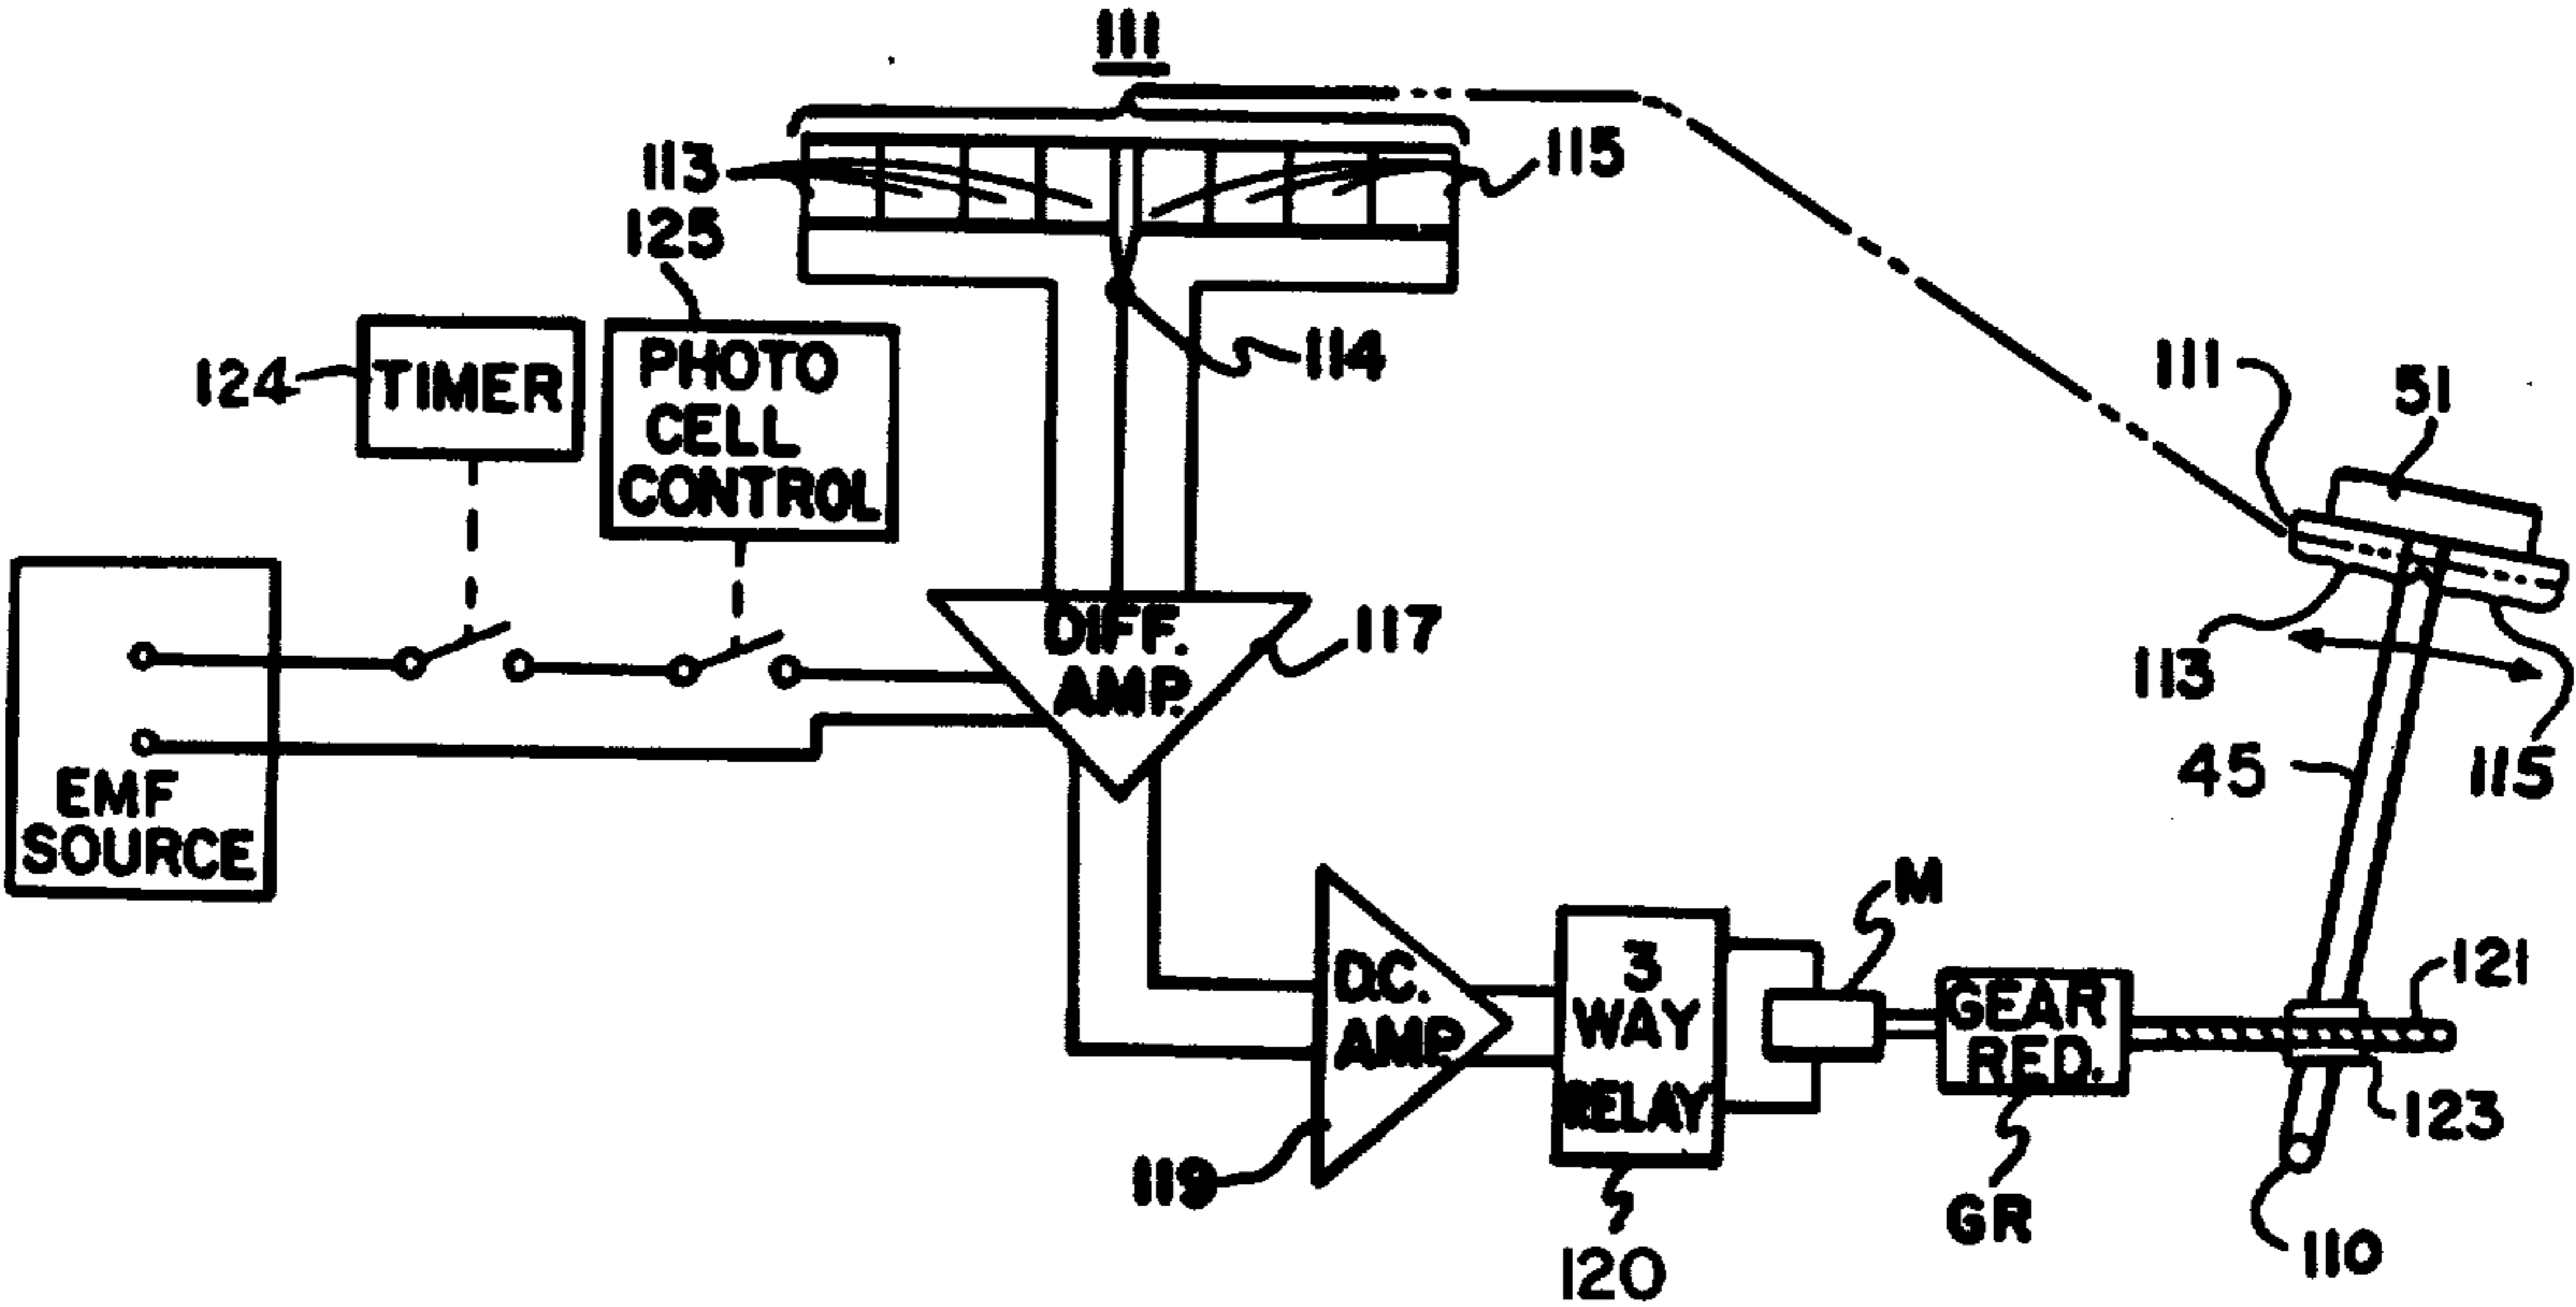 111
113
115
125
114
124
TIMER
PHOTO
CELL
CONTROL
111
51
DIFF.
AMP.
117
113
115
45
EMF
SOURCE
M
D.C.
AMP.
3
WAY
RELAY
GEAR
RED.
121
123
119
120
GR
110